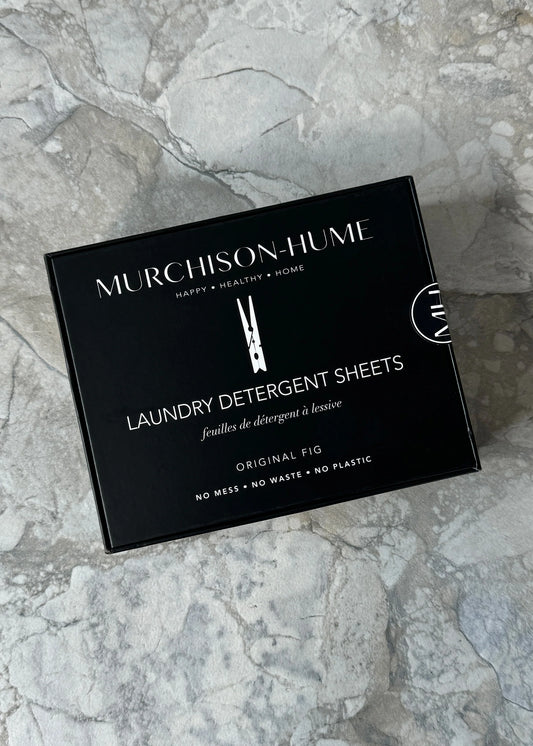 MURCHISON-HUME
HAPPY • HEALTHY • HOME
MH
LAUNDRY DETERGENT SHEETS
feuilles de détergent à lessive
ORIGINAL FIG
NO MESS • NO WASTE • NO PLASTIC